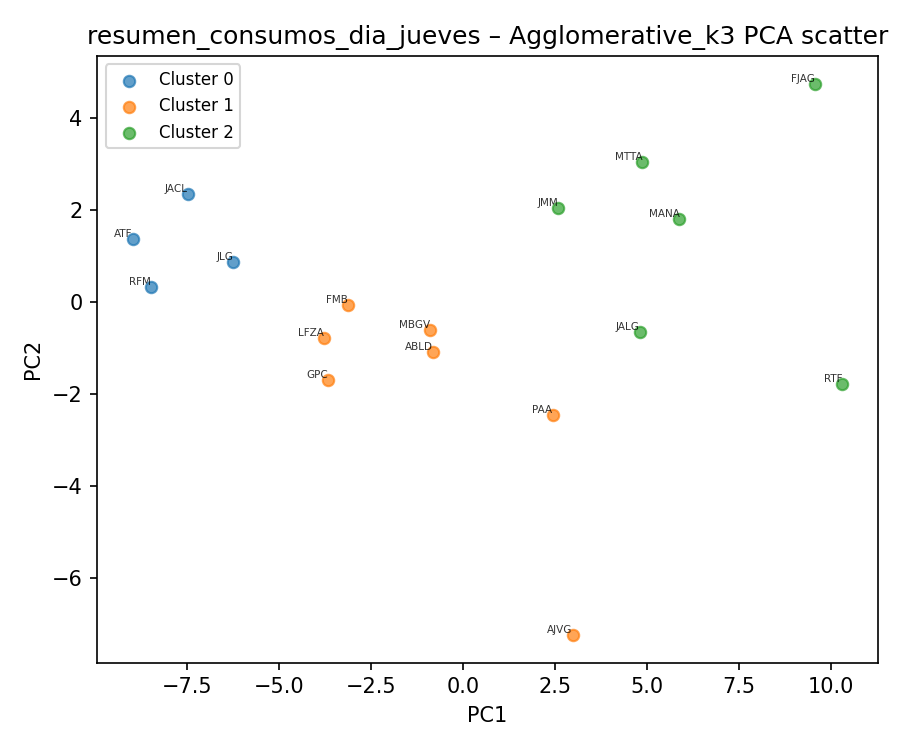 resumen_consumos_dia_jueves – Agglomerative_k3 PCA scatter
Cluster 0
Cluster 1
Cluster 2
FJAG
MTTA
JACL
JMM
MANA
ATF
JLG
RFM
FMB
MBGV
JALG
LFZA
ABLD
GPC
RTF
PAA
AJVG
4
2
0
−2
−4
−6
PC2
−7.5
−5.0
−2.5
0.0
2.5
5.0
7.5
10.0
PC1